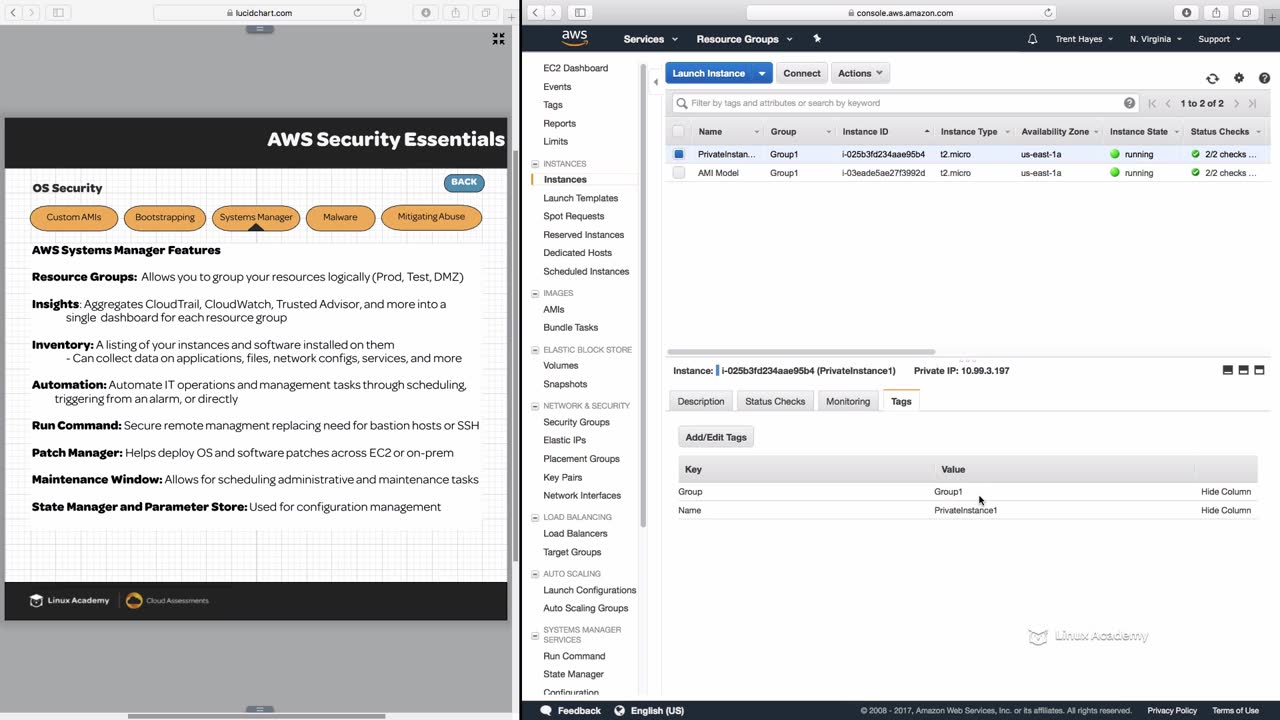 lucidchart.com
AWS Security Essentials
OS Security
BACK
Custom AMIs
Bootstrapping
Systems Manager
Malware
Mitigating Abuse
AWS Systems Manager Features
Resource Groups: Allows you to group your resources logically (Prod, Test, DMZ)
Insights: Aggregates CloudTrail, CloudWatch, Trusted Advisor, and more into a
single dashboard for each resource group
Inventory: A listing of your instances and software installed on them
- Can collect data on applications, files, network configs, services, and more
Automation: Automate IT operations and management tasks through scheduling,
triggering from an alarm, or directly
Run Command: Secure remote managment replacing need for bastion hosts or SSH
Patch Manager: Helps deploy OS and software patches across EC2 or on-prem
Maintenance Window: Allows for scheduling administrative and maintenance tasks
State Manager and Parameter Store: Used for configuration management
Linux Academy
Cloud Assessments
console.aws.amazon.com
aws
Services
Resource Groups
Trent Hayes
N. Virginia
Support
EC2 Dashboard
Events
Tags
Reports
Limits
INSTANCES
Instances
Launch Templates
Spot Requests
Reserved Instances
Dedicated Hosts
Scheduled Instances
IMAGES
AMIs
Bundle Tasks
ELASTIC BLOCK STORE
Volumes
Snapshots
NETWORK & SECURITY
Security Groups
Elastic IPs
Placement Groups
Key Pairs
Network Interfaces
LOAD BALANCING
Load Balancers
Target Groups
AUTO SCALING
Launch Configurations
Auto Scaling Groups
SYSTEMS MANAGER
SERVICES
Run Command
State Manager
Configuration
Launch Instance
Connect
Actions
Filter by tags and attributes or search by keyword
1 to 2 of 2
Name Group Instance ID Instance Type Availability Zone Instance State Status Checks
PrivateInstan... Group1 i-025b3fd234aae95b4 t2.micro us-east-1a running 2/2 checks ...
AMI Model Group1 i-03eade5ae27f3992d t2.micro us-east-1a running 2/2 checks ...
Instance: i-025b3fd234aae95b4 (PrivateInstance1) Private IP: 10.99.3.197
Description
Status Checks
Monitoring
Tags
Add/Edit Tags
Key Value
Group Group1 Hide Column
Name PrivateInstance1 Hide Column
Linux Academy
Feedback
English (US)
© 2008 - 2017, Amazon Web Services, Inc. or its affiliates. All rights reserved.
Privacy Policy
Terms of Use